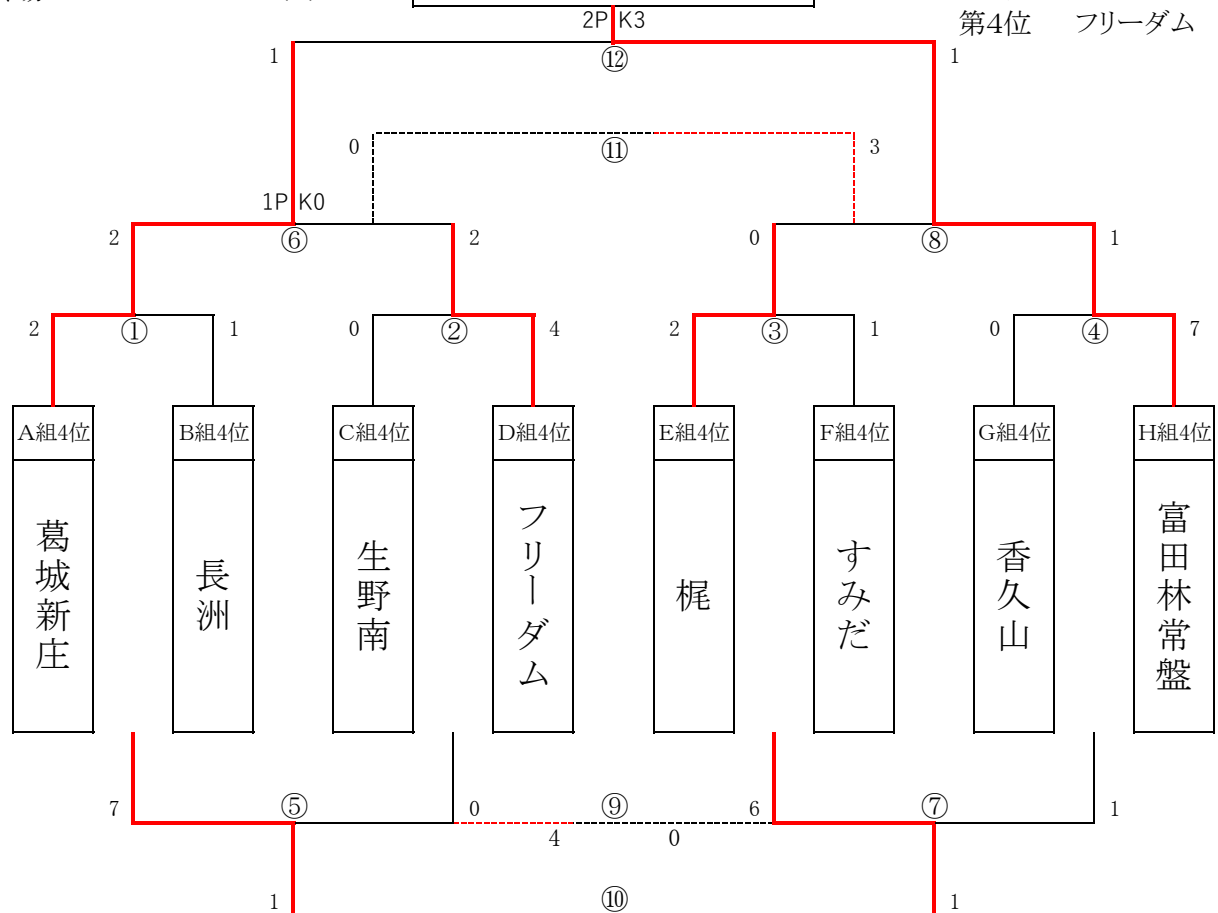 2P K3
第4位 フリーダム
1 ⑫ 1
0 ⑪ 3
1P K0
2 ⑥ 2 0 ⑧ 1
2 ① 1 0 ② 4 2 ③ 1 0 ④ 7
A組4位 B組4位 C組4位 D組4位 E組4位 F組4位 G組4位 H組4位
葛城新庄
長洲
生野南
フリーダム
梶
すみだ
香久山
富田林常盤
7 ⑤ 0 ⑨ 6 ⑦ 1
4 0
1 ⑩ 1